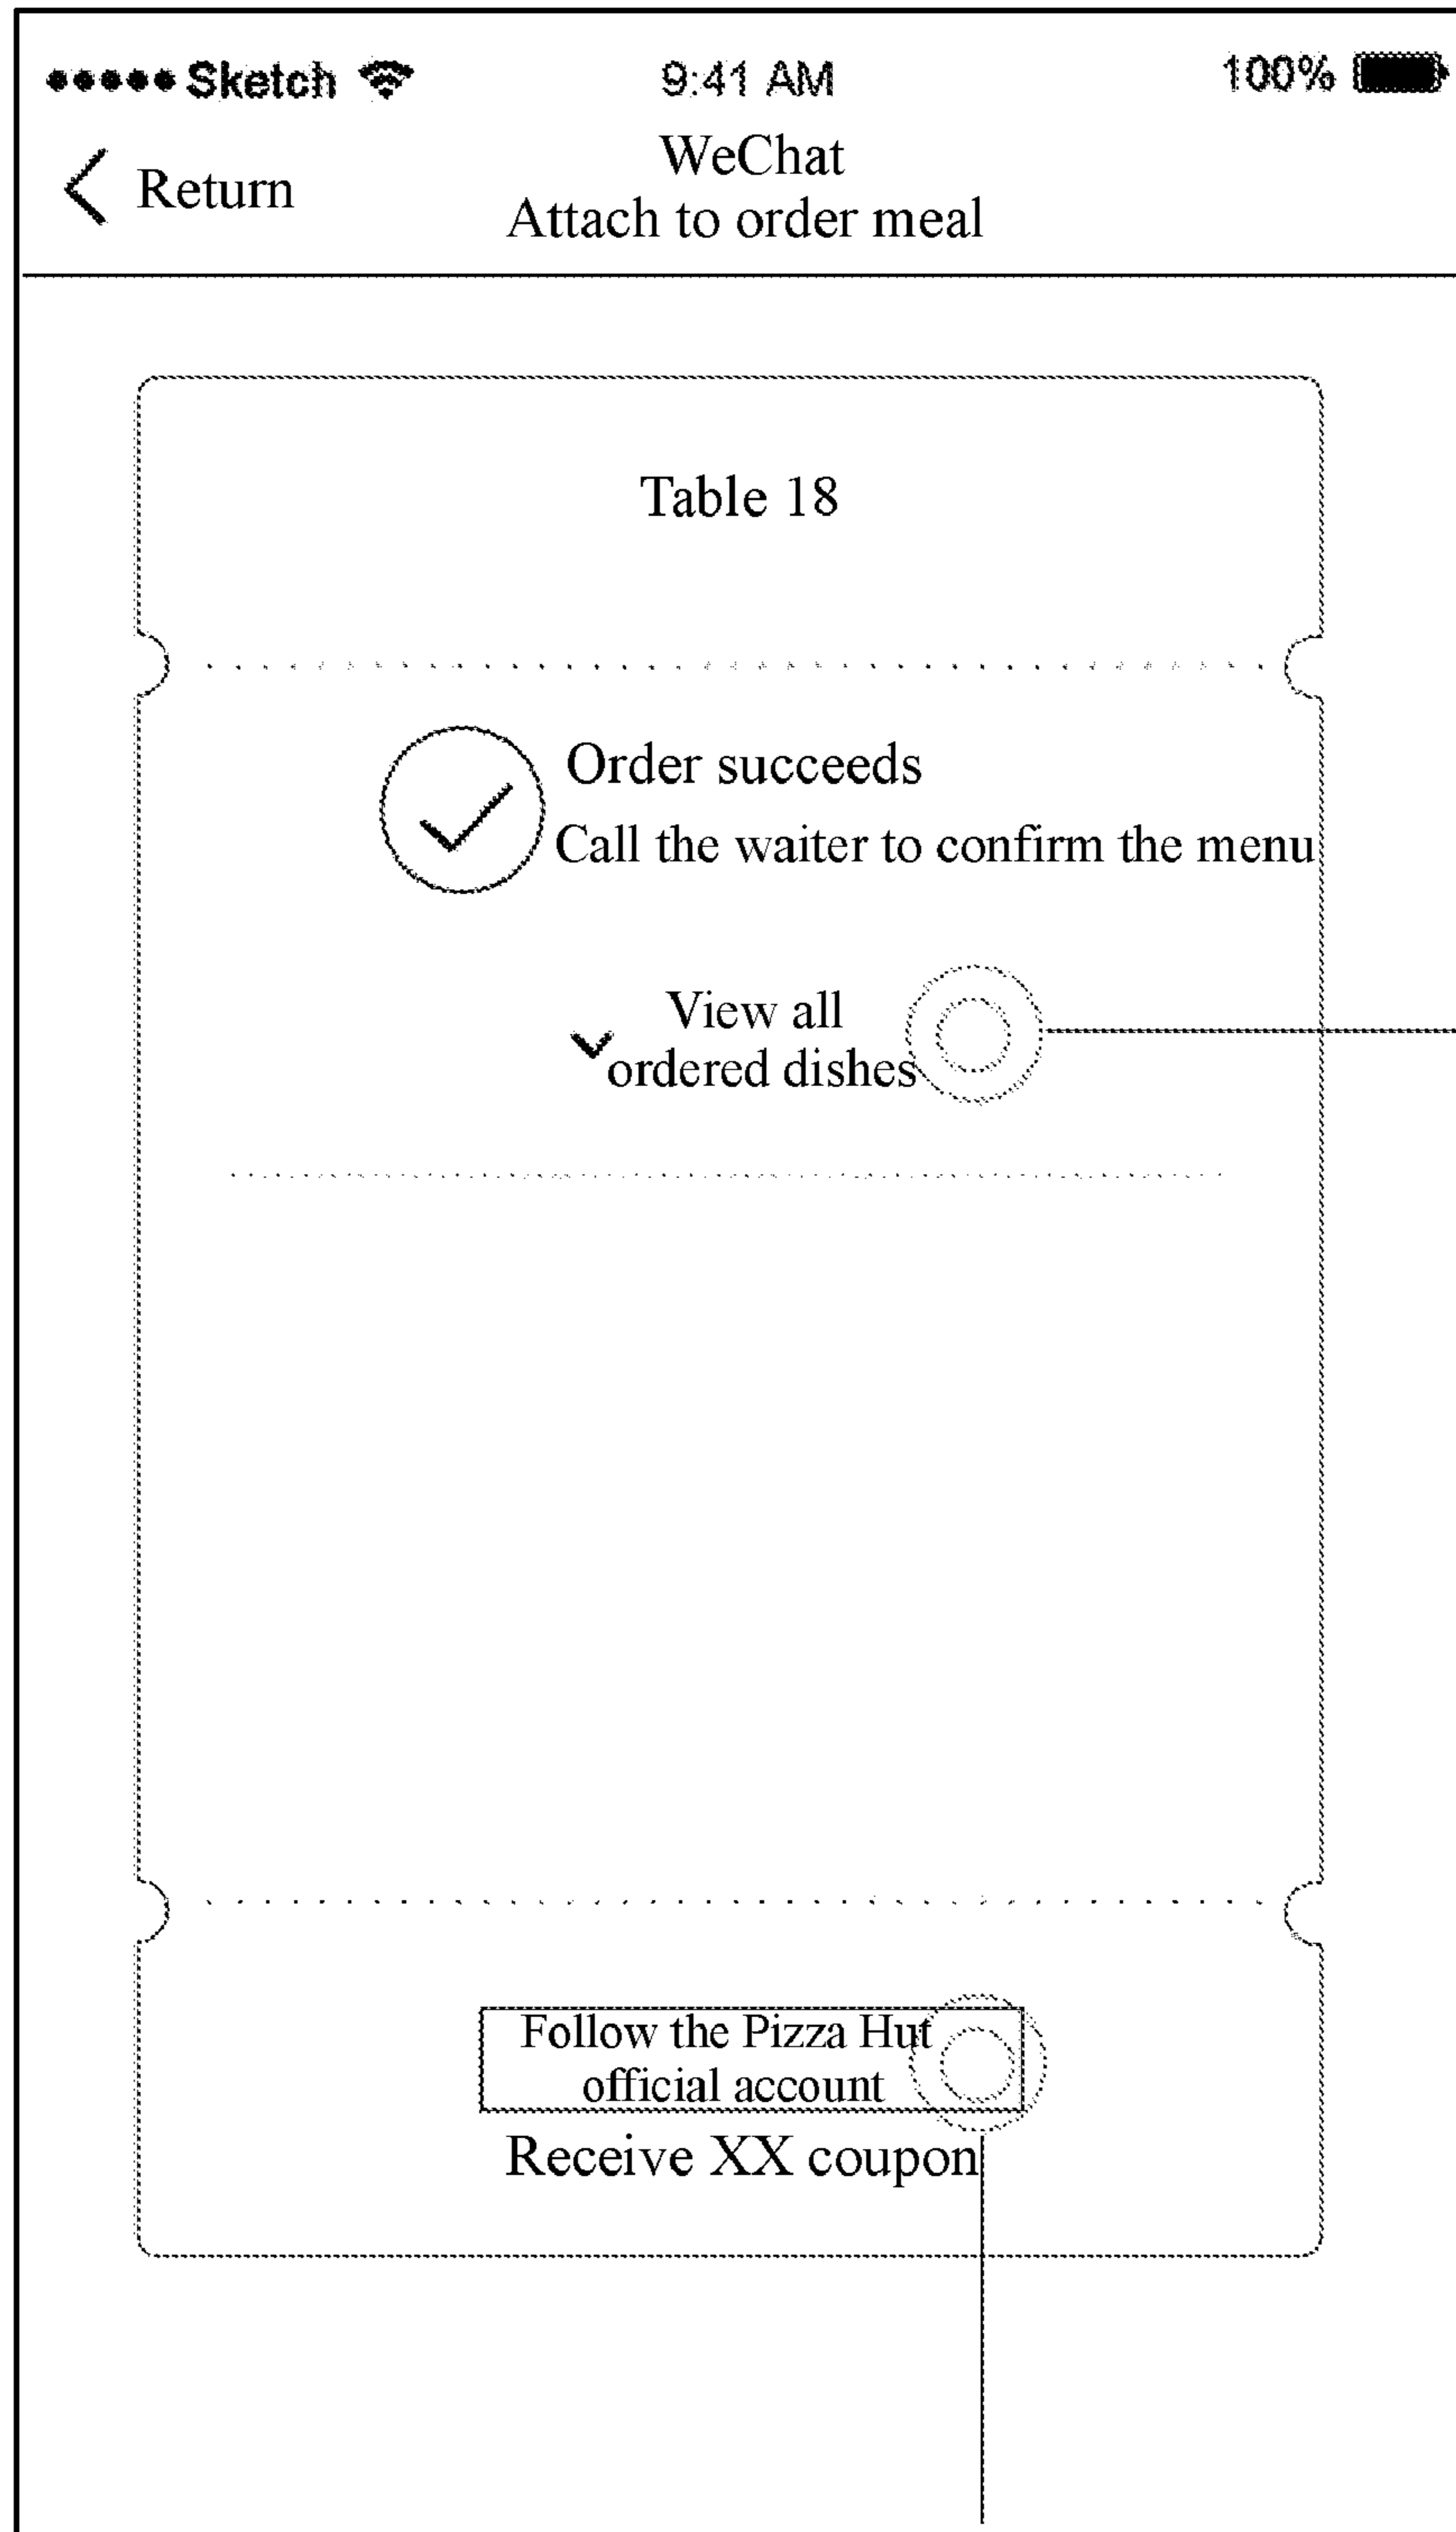 Sketch 9:41 AM 100%
Return
WeChat
Attach to order meal
Table 18
Order succeeds
Call the waiter to confirm the menu
View all
ordered dishes
Follow the Pizza Hut
official account
Receive XX coupon